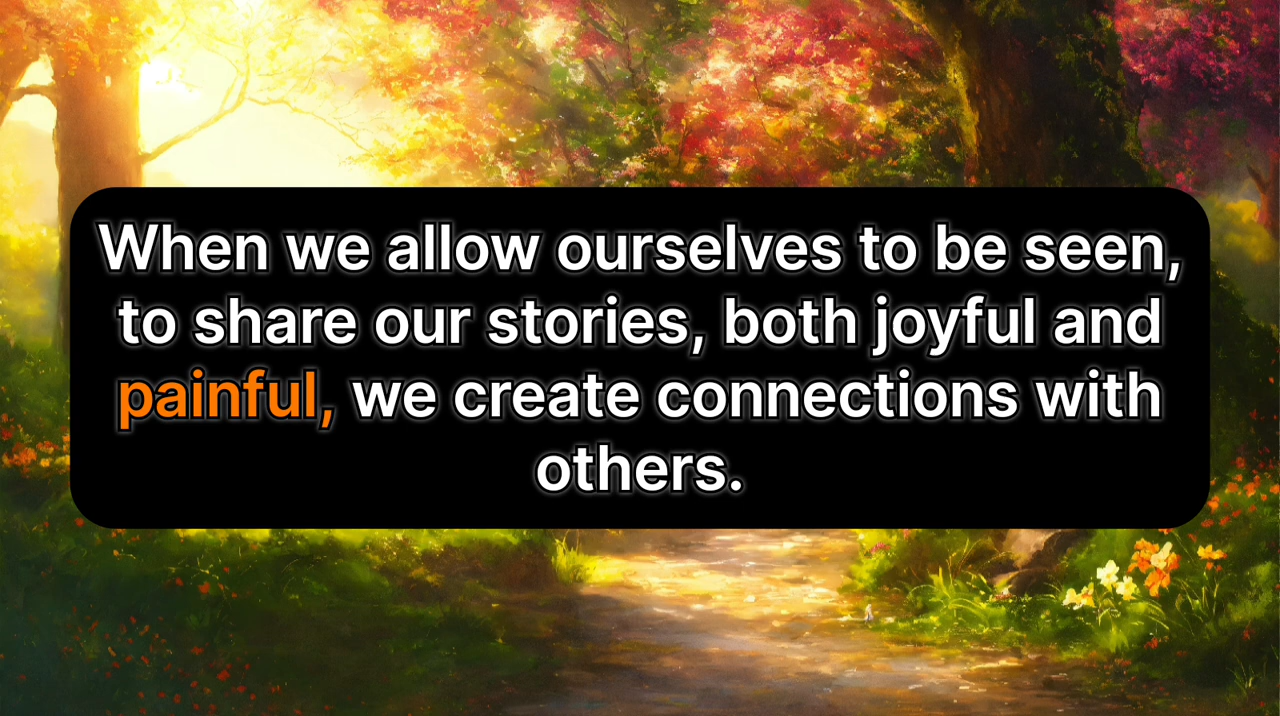 When we allow ourselves to be seen,
to share our stories, both joyful and
painful, we create connections with
others.